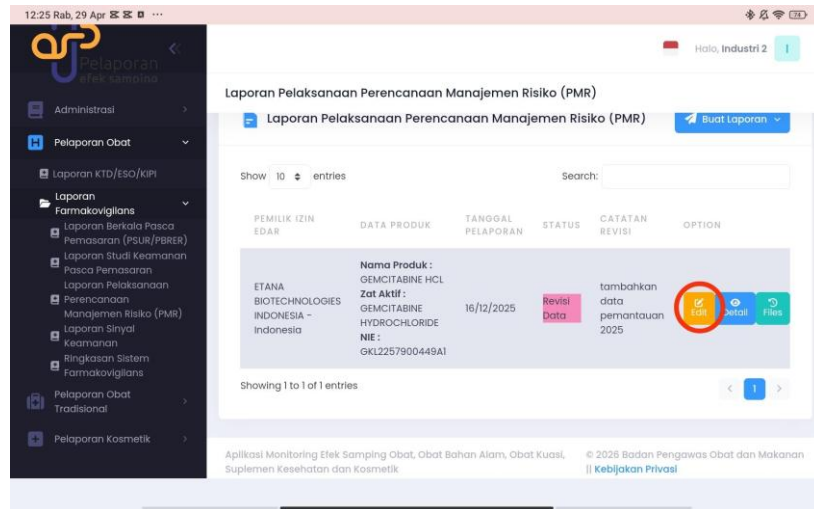 12:25 Rab, 29 Apr
Pelaporan
efek samping
Halo, Industri 2
I
Administrasi
Pelaporan Obat
Laporan KTD/ESO/KIPI
Laporan
Farmakovigilans
Laporan Berkala Pasca
Pemasaran (PSUR/PBRER)
Laporan Studi Keamanan
Pasca Pemasaran
Laporan Pelaksanaan
Perencanaan
Manajemen Risiko (PMR)
Laporan Sinyal
Keamanan
Ringkasan Sistem
Farmakovigilans
Pelaporan Obat
Tradisional
Pelaporan Kosmetik
Laporan Pelaksanaan Perencanaan Manajemen Risiko (PMR)
Laporan Pelaksanaan Perencanaan Manajemen Risiko (PMR)
Buat Laporan
Show 10 entries
Search:
PEMILIK IZIN
EDAR
DATA PRODUK
TANGGAL
PELAPORAN
STATUS
CATATAN
REVISI
OPTION
ETANA
BIOTECHNOLOGIES
INDONESIA -
Indonesia
Nama Produk :
GEMCITABINE HCL
Zat Aktif :
GEMCITABINE
HYDROCHLORIDE
NIE :
GKL2257900449A1
16/12/2025
Revisi
Data
tambahkan
data
pemantauan
2025
Edit
Detail
Files
Showing 1 to 1 of 1 entries
< 1 >
Aplikasi Monitoring Efek Samping Obat, Obat Bahan Alam, Obat Kuasi,
Suplemen Kesehatan dan Kosmetik
© 2026 Badan Pengawas Obat dan Makanan
|| Kebijakan Privasi